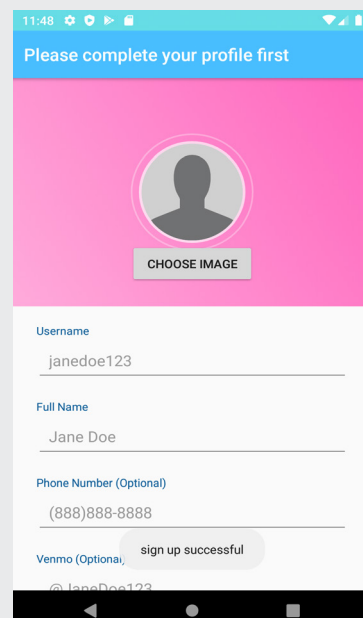 11:48
Please complete your profile first
CHOOSE IMAGE
Username
janedoe123
Full Name
Jane Doe
Phone Number (Optional)
(888)888-8888
Venmo (Optional)
sign up successful
@JaneDoe123